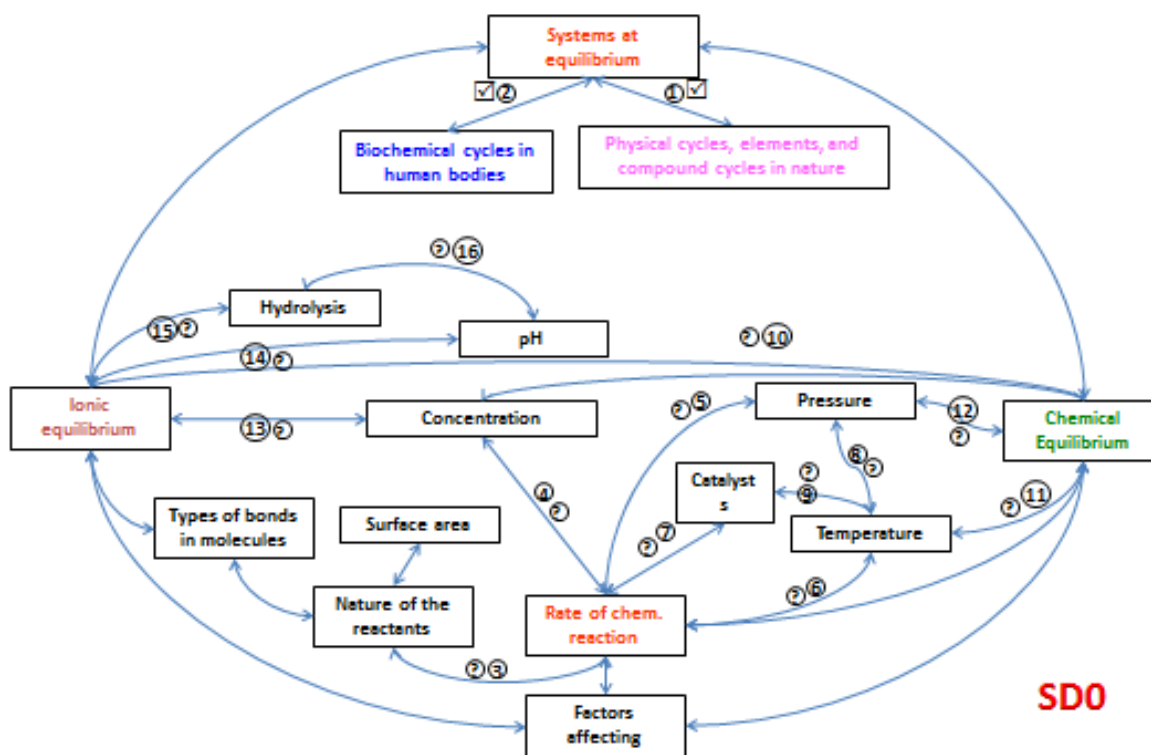 Systems at
equilibrium
☑②
①☑
Biochemical cycles in
human bodies
Physical cycles, elements, and
compound cycles in nature
? ⑯
Hydrolysis
⑮ ?
pH
⑭ ?
? ⑩
Ionic
equilibrium
⑬ ?
Concentration
? ⑤
Pressure
⑫
?
Chemical
Equilibrium
④
?
⑧ ?
Catalyst
s
?
⑨
? ⑪
Types of bonds
in molecules
Surface area
? ⑦
Temperature
Nature of the
reactants
Rate of chem.
reaction
? ⑥
? ③
Factors
affecting
SD0